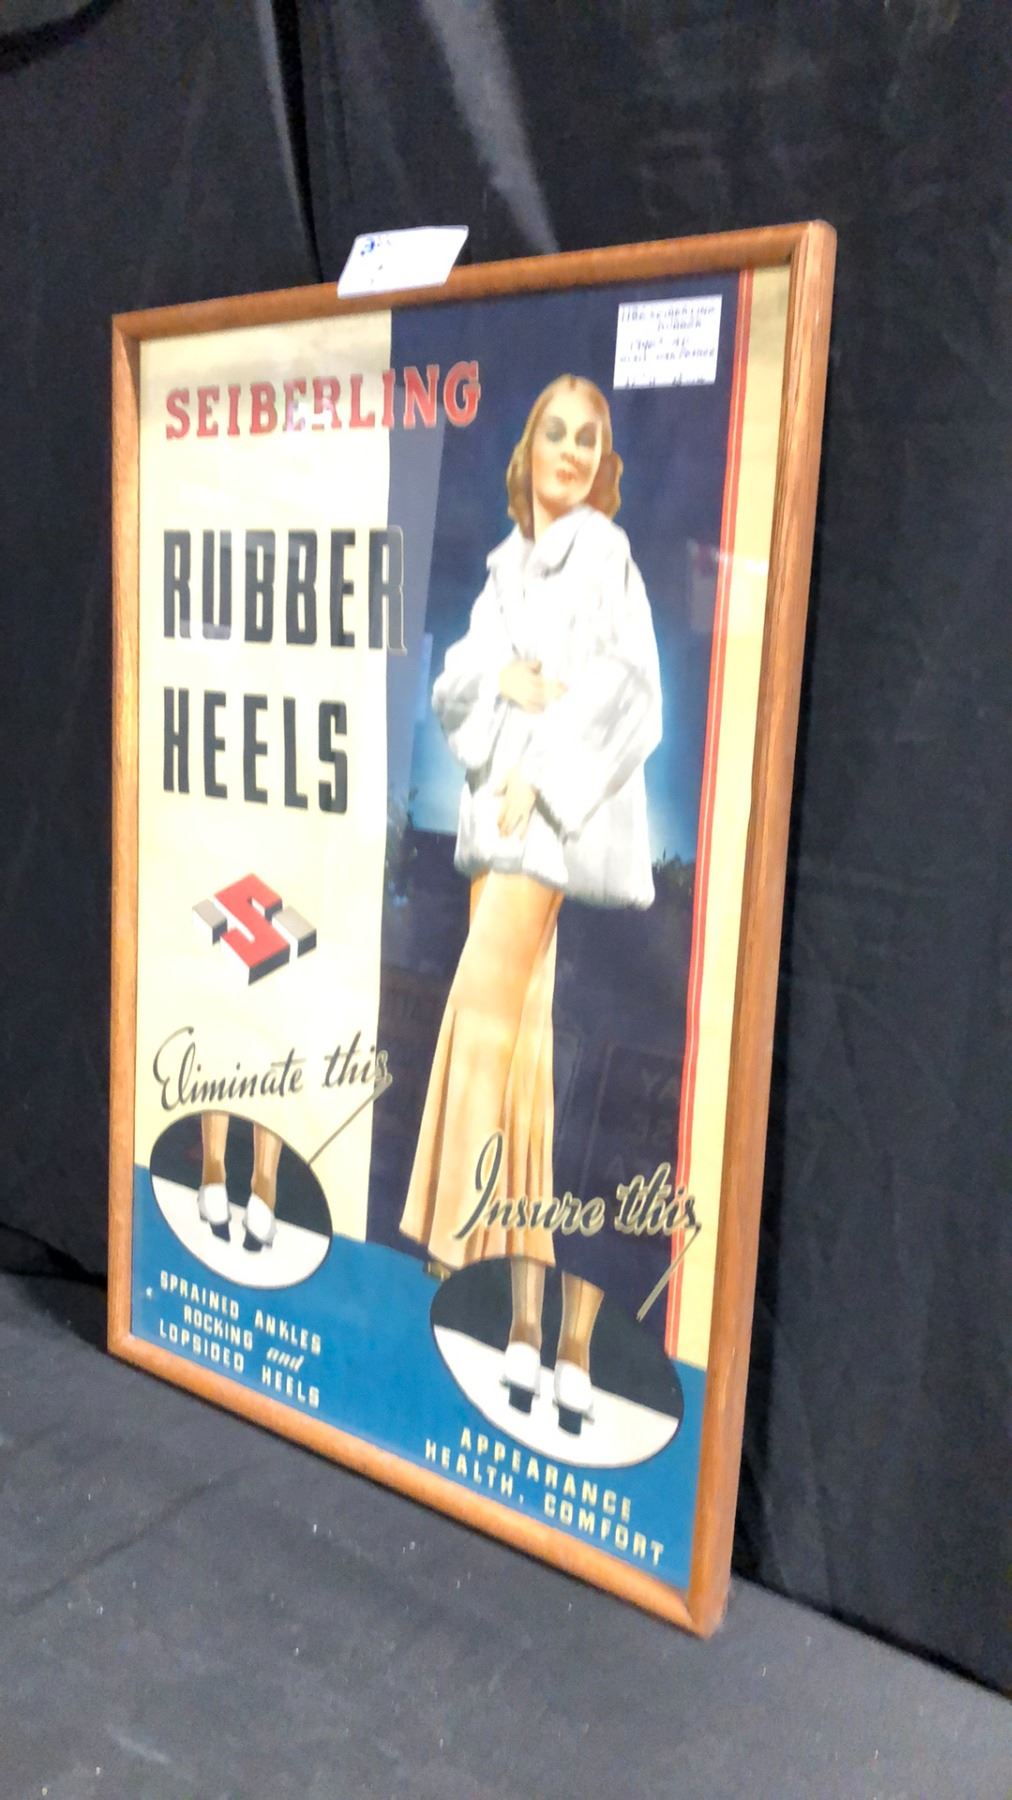 SEIBERLING
RUBBER
HEELS
S
Eliminate this
Insure this
SPRAINED ANKLES
ROCKING and
LOPSIDED HEELS
APPEARANCE
HEALTH, COMFORT